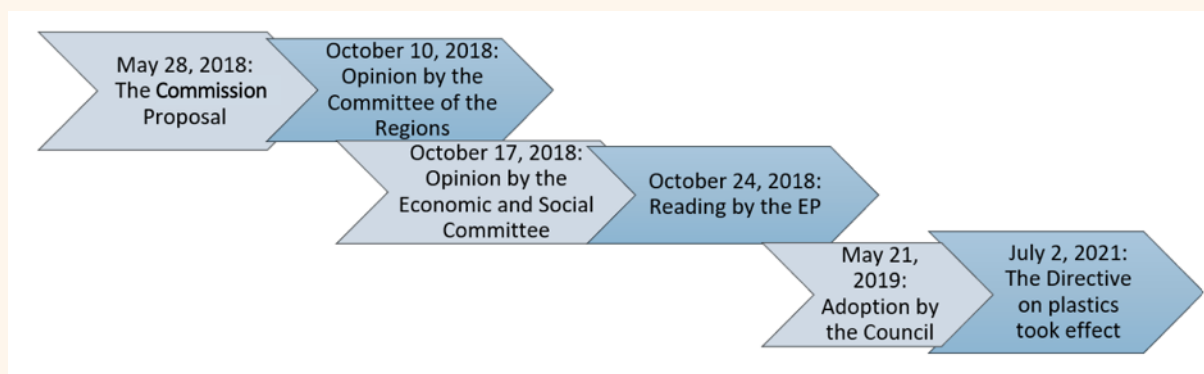 May 28, 2018:
The Commission
Proposal
October 10, 2018:
Opinion by the
Committee of the
Regions
October 17, 2018:
Opinion by the
Economic and Social
Committee
October 24, 2018:
Reading by the EP
May 21,
2019:
Adoption by
the Council
July 2, 2021:
The Directive
on plastics
took effect